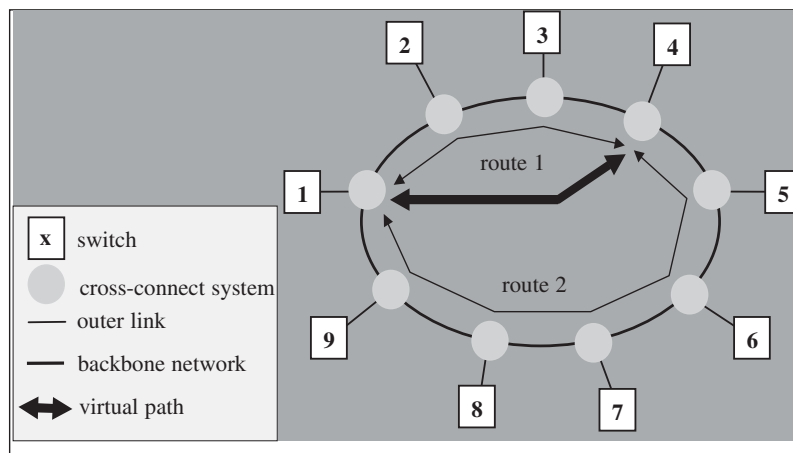 2
3
4
1
route 1
5
x
switch
cross-connect system
outer link
backbone network
virtual path
route 2
9
8
7
6